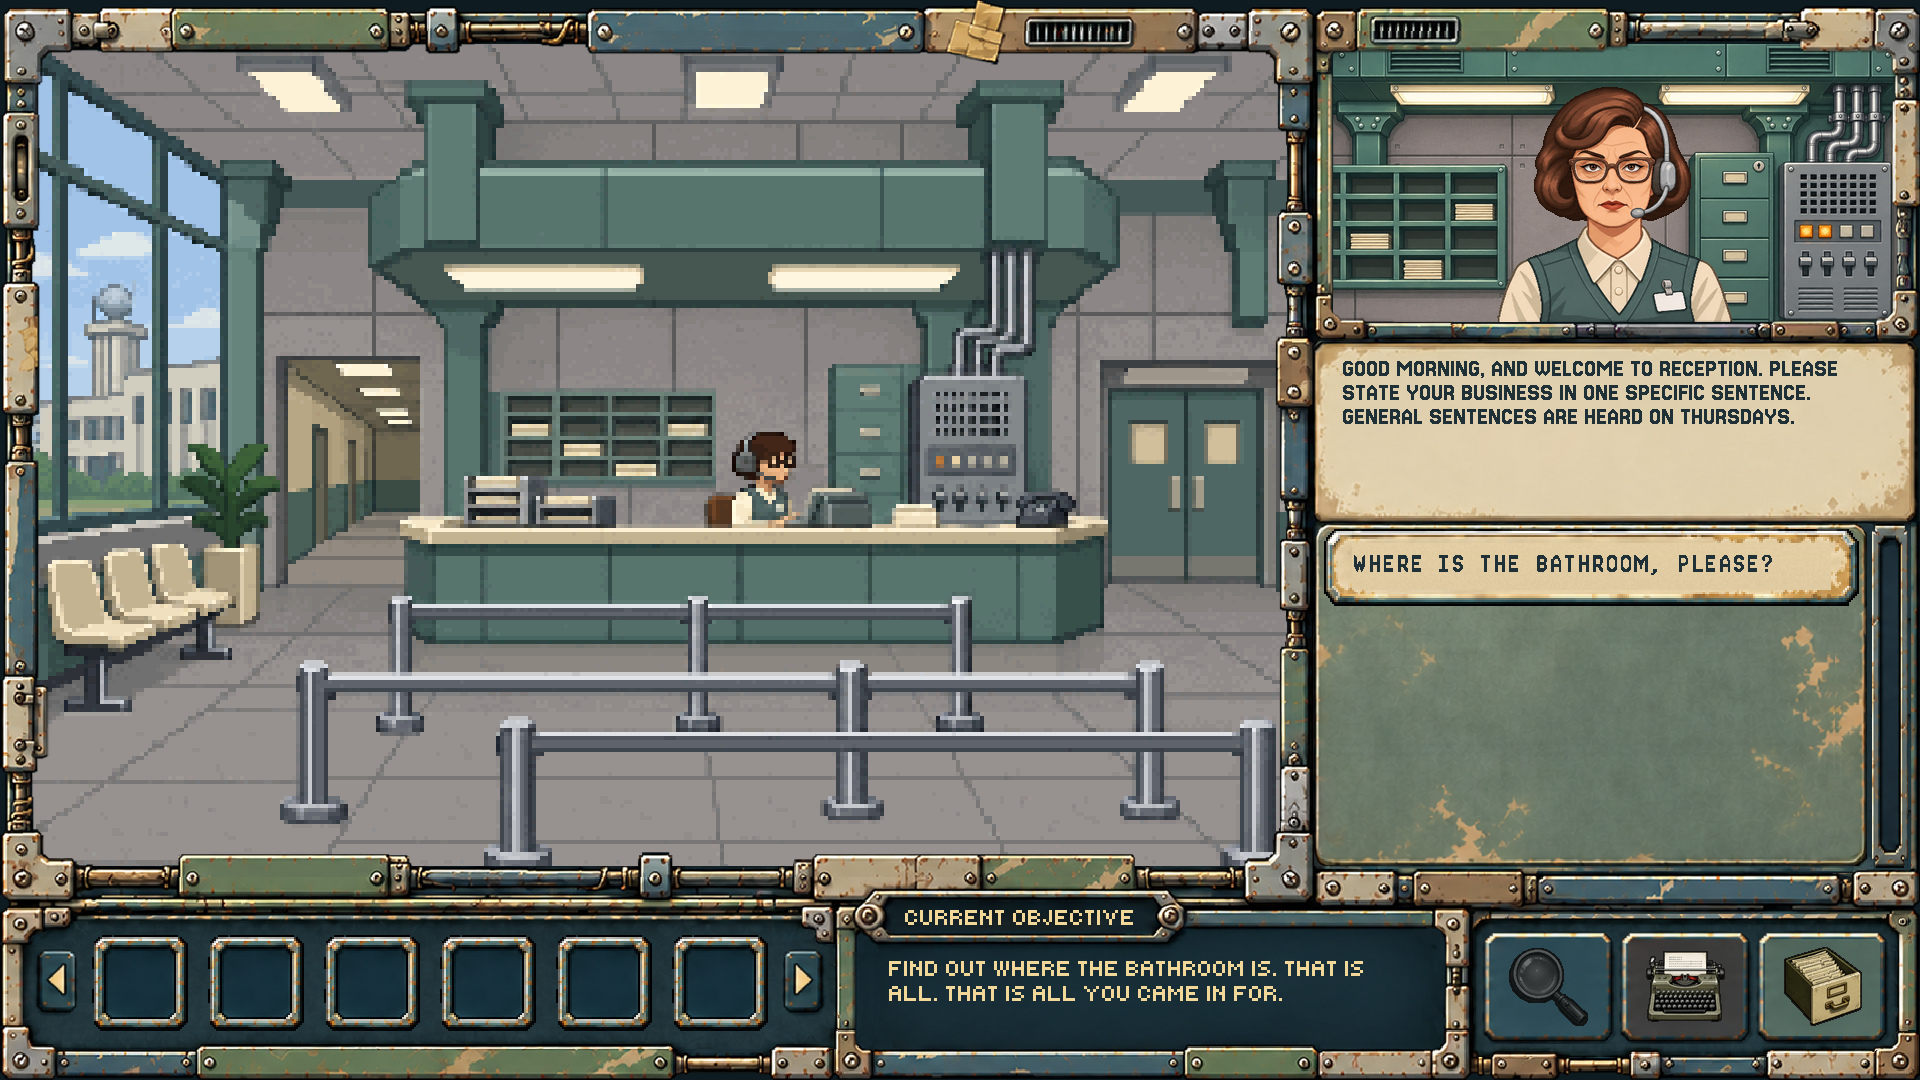 GOOD MORNING, AND WELCOME TO RECEPTION. PLEASE
STATE YOUR BUSINESS IN ONE SPECIFIC SENTENCE.
GENERAL SENTENCES ARE HEARD ON THURSDAYS.
WHERE IS THE BATHROOM, PLEASE?
CURRENT OBJECTIVE
FIND OUT WHERE THE BATHROOM IS. THAT IS
ALL. THAT IS ALL YOU CAME IN FOR.